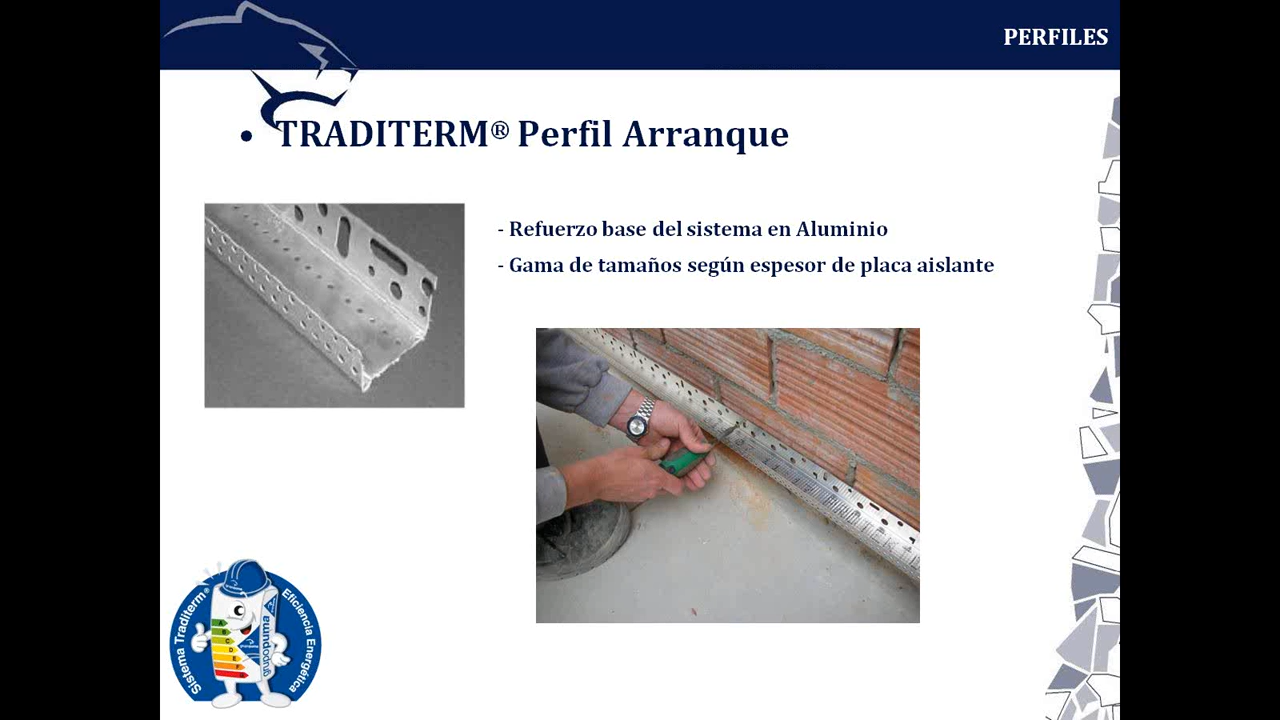 PERFILES
• TRADITERM® Perfil Arranque
- Refuerzo base del sistema en Aluminio
- Gama de tamaños según espesor de placa aislante
Sistema Traditerm®
Eficiencia Energética
A
B
C
D
E
F
grupopuma